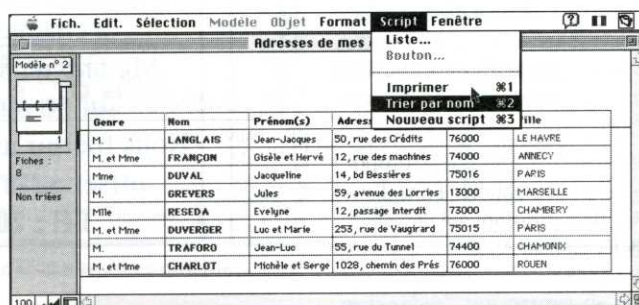 Fich. Edit. Sélection Modèle Objet Format Script Fenêtre
Adresses de mes
Liste...
Bouton...
Imprimer ⌘1
Trier par nom ⌘2
Nouveau script ⌘3
Modèle n° 2
1
Fiches :
8
Non triées
Genre Nom Prénom(s) Adress ville
M. LANGLAIS Jean-Jacques 50, rue des Crédits 76000 LE HAVRE
M. et Mme FRANÇON Gisèle et Hervé 12, rue des machines 74000 ANNECY
Mme DUVAL Jacqueline 14, bd Bessières 75016 PARIS
M. GREVERS Jules 59, avenue des Lorries 13000 MARSEILLE
Mlle RESEDA Evelyne 12, passage Interdit 73000 CHAMBERY
M. et Mme DUVERGER Luc et Marie 253, rue de Vaugirard 75015 PARIS
M. TRAFORO Jean-Luc 55, rue du Tunnel 74400 CHAMONIX
M. et Mme CHARLOT Michèle et Serge 1028, chemin des Prés 76000 ROUEN
100